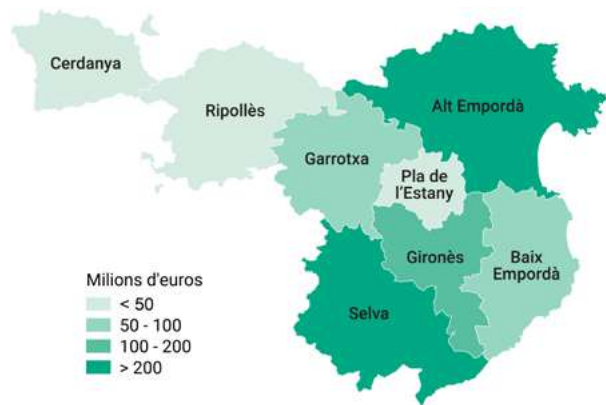 Cerdanya
Ripollès
Alt Empordà
Garrotxa
Pla de
l'Estany
Gironès
Baix
Empordà
Selva
Milions d'euros
< 50
50 - 100
100 - 200
> 200